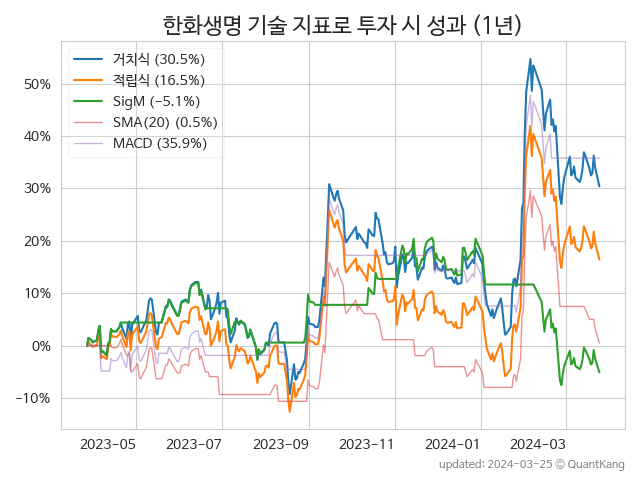 한화생명 기술 지표로 투자 시 성과 (1년)
거치식 (30.5%)
적립식 (16.5%)
SigM (−5.1%)
SMA(20) (0.5%)
MACD (35.9%)
50%
40%
30%
20%
10%
0%
−10%
2023-05 2023-07 2023-09 2023-11 2024-01 2024-03
updated: 2024-03-25 © QuantKang